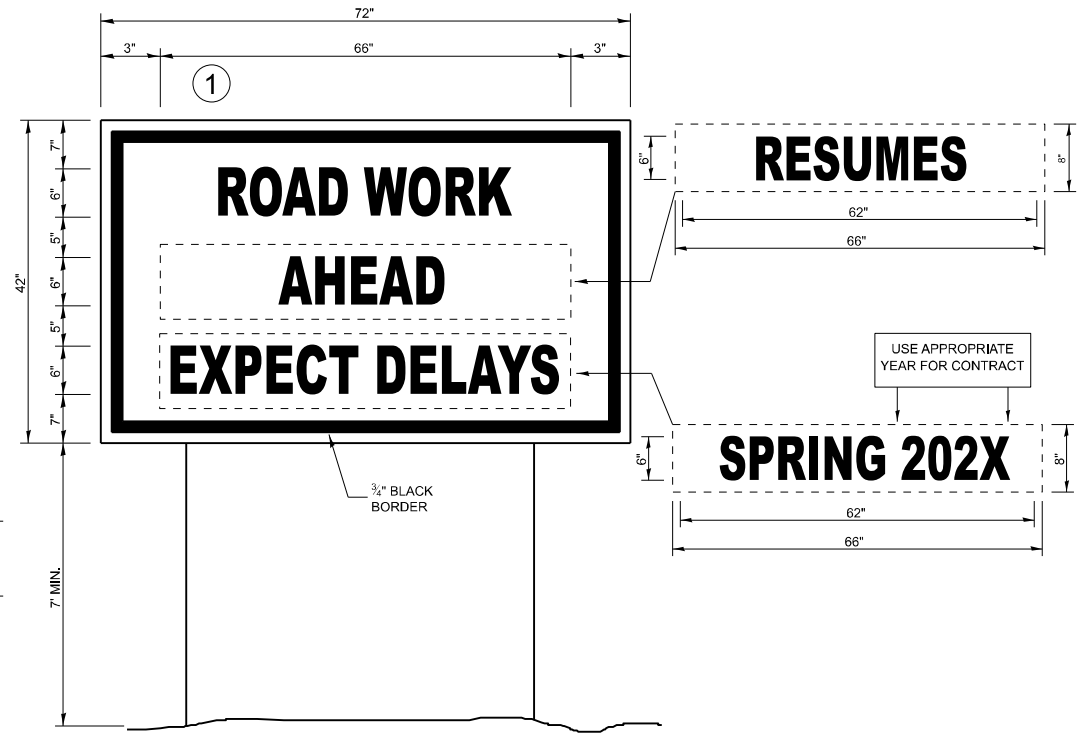 72"
3" 66" 3"
1
7"
6"
5"
6"
5"
6"
7"
42"
7' MIN.
ROAD WORK
AHEAD
EXPECT DELAYS
¾" BLACK
BORDER
6"
RESUMES
8"
62"
66"
USE APPROPRIATE
YEAR FOR CONTRACT
6"
SPRING 202X
8"
62"
66"